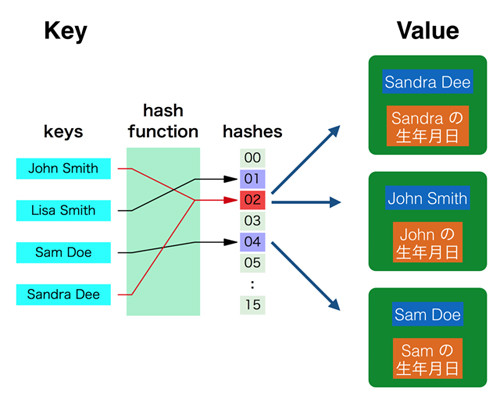 Key
Value
keys
hash
function
hashes
John Smith
Lisa Smith
Sam Doe
Sandra Dee
00
01
02
03
04
05
:
15
Sandra Dee
Sandra の
生年月日
John Smith
John の
生年月日
Sam Doe
Sam の
生年月日